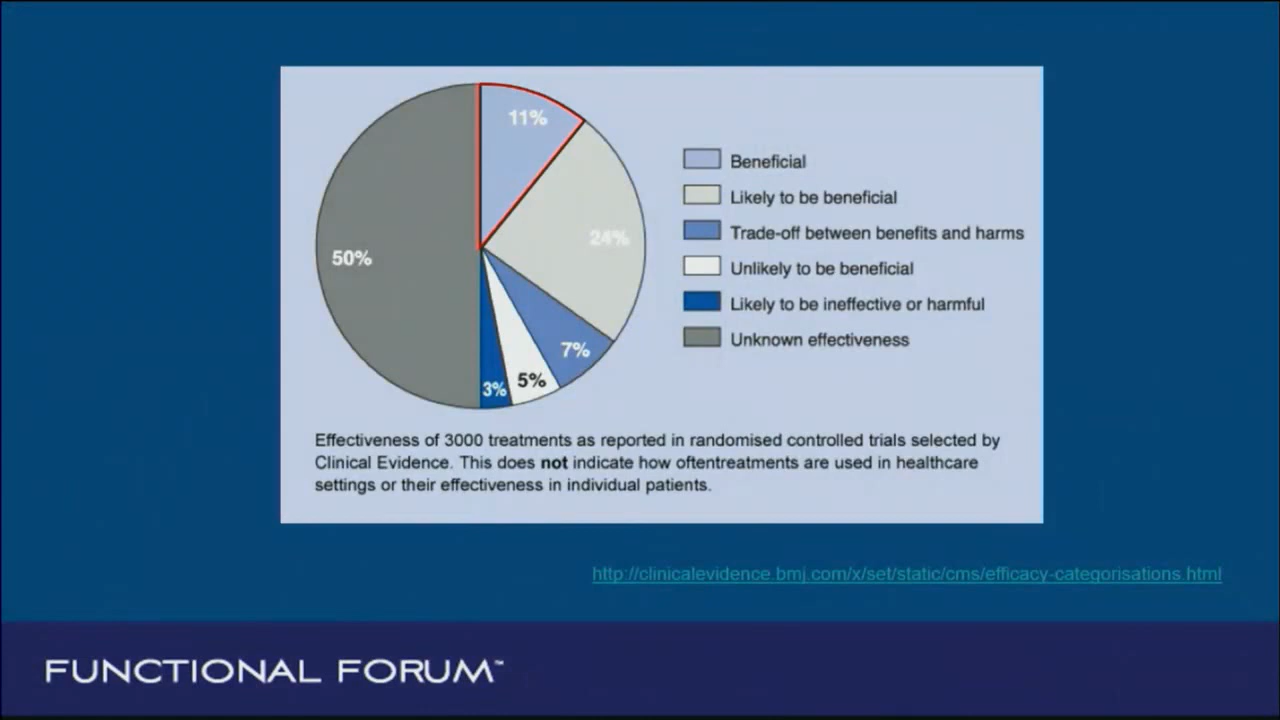 11%
24%
50%
7%
5%
3%
Beneficial
Likely to be beneficial
Trade-off between benefits and harms
Unlikely to be beneficial
Likely to be ineffective or harmful
Unknown effectiveness
Effectiveness of 3000 treatments as reported in randomised controlled trials selected by
Clinical Evidence. This does not indicate how oftentreatments are used in healthcare
settings or their effectiveness in individual patients.
http://clinicalevidence.bmj.com/x/set/static/cms/efficacy-categorisations.html
FUNCTIONAL FORUM™